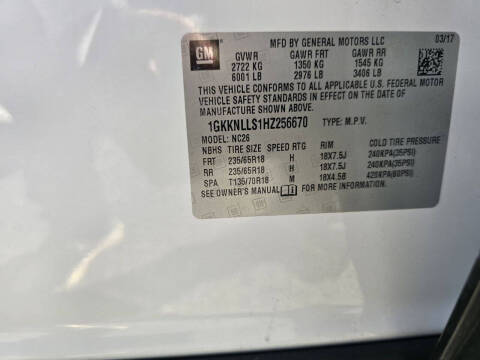 GM MFD BY GENERAL MOTORS LLC 03/17
GVWR GAWR FRT GAWR RR
2722 KG 1350 KG 1545 KG
6001 LB 2976 LB 3406 LB
THIS VEHICLE CONFORMS TO ALL APPLICABLE U.S. FEDERAL MOTOR
VEHICLE SAFETY STANDARDS IN EFFECT ON THE DATE OF
MANUFACTURE SHOWN ABOVE.
1GKKNLLS1HZ256670 TYPE: M.P.V.
MODEL: NC26
NBHS TIRE SIZE SPEED RTG RIM COLD TIRE PRESSURE
FRT 235/65R18 H 18X7.5J 240KPA(35PSI)
RR 235/65R18 H 18X7.5J 240KPA(35PSI)
SPA T135/70R18 M 18X4.5B 420KPA(60PSI)
SEE OWNER'S MANUAL FOR MORE INFORMATION.